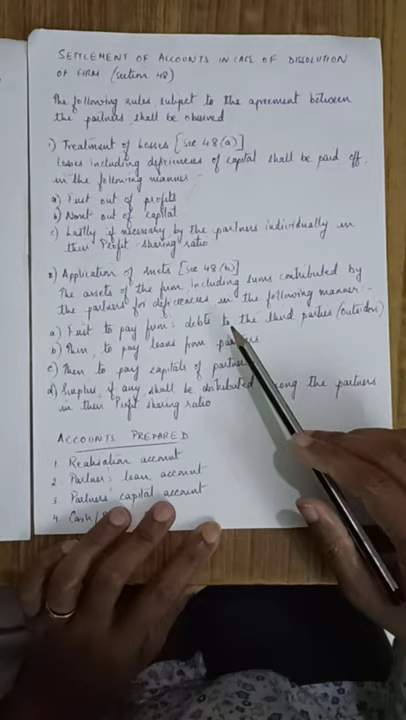 SETTLEMENT OF ACCOUNTS IN CASE OF DISSOLUTION
OF FIRM (Section 48)
The following rules, subject to the agreement between
the partners shall be observed
1) Treatment of losses [Sec 48(a)]
losses including deficiencies of capital shall be paid off
in the following manner -
a) First out of profits
b) Next out of capital
c) Lastly if necessary by the partners individually in
their Profit-sharing ratio
2) Application of Assets [Sec 48(b)]
The assets of the firm, including sums contributed by
the partners for deficiencies in the following manner -
a) First to pay firm's debts to the third parties (outsiders)
b) Then, to pay loans from partners
c) Then to pay capitals of partner
d) Surplus, if any shall be distributed among the partners
in their Profit sharing ratio
ACCOUNTS PREPARED
1. Realisation account
2. Partner's loan account
3. Partners capital account
4. Cash/